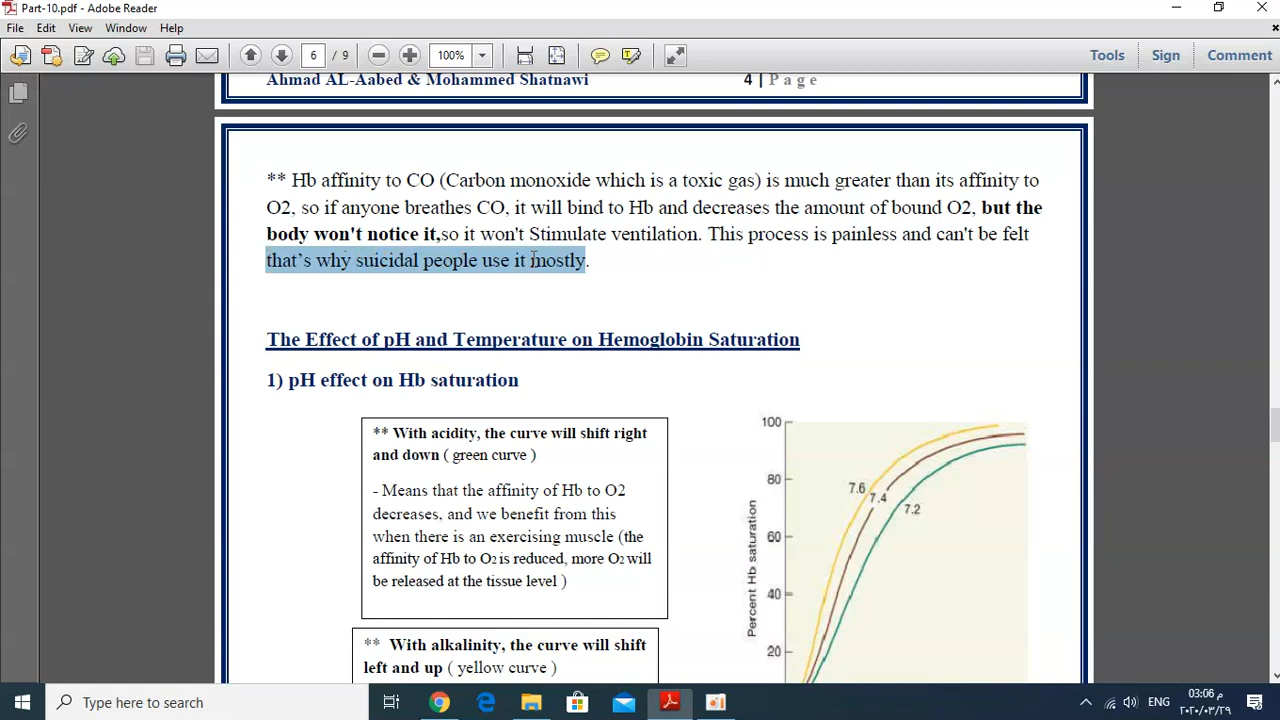 Part-10.pdf - Adobe Reader
File Edit View Window Help
6 / 9 100% Tools Sign Comment
Ahmad AL-Aabed & Mohammed Shatnawi 4 | Page
** Hb affinity to CO (Carbon monoxide which is a toxic gas) is much greater than its affinity to
O2, so if anyone breathes CO, it will bind to Hb and decreases the amount of bound O2, but the
body won't notice it,so it won't Stimulate ventilation. This process is painless and can't be felt
that’s why suicidal people use it mostly.
The Effect of pH and Temperature on Hemoglobin Saturation
1) pH effect on Hb saturation
** With acidity, the curve will shift right
and down ( green curve )
- Means that the affinity of Hb to O2
decreases, and we benefit from this
when there is an exercising muscle (the
affinity of Hb to O2 is reduced, more O2 will
be released at the tissue level )
** With alkalinity, the curve will shift
left and up ( yellow curve )
Percent Hb saturation
100
80
60
40
20
7.6
7.4
7.2
Type here to search
ENG
03:06 م
٢٠٢٠/٠٣/٢٩